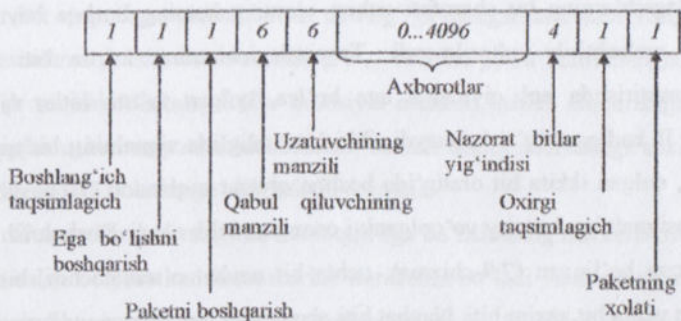 1 1 1 6 6 0...4096 4 1 1
Axborotlar
Uzatuvchining
manzili
Nazorat bitlar
yig‘indisi
Boshlang‘ich
taqsimlagich
Qabul qiluvchining
manzili
Oxirgi
taqsimlagich
Ega bo‘lishni
boshqarish
Paketni boshqarish
Paketning
xolati